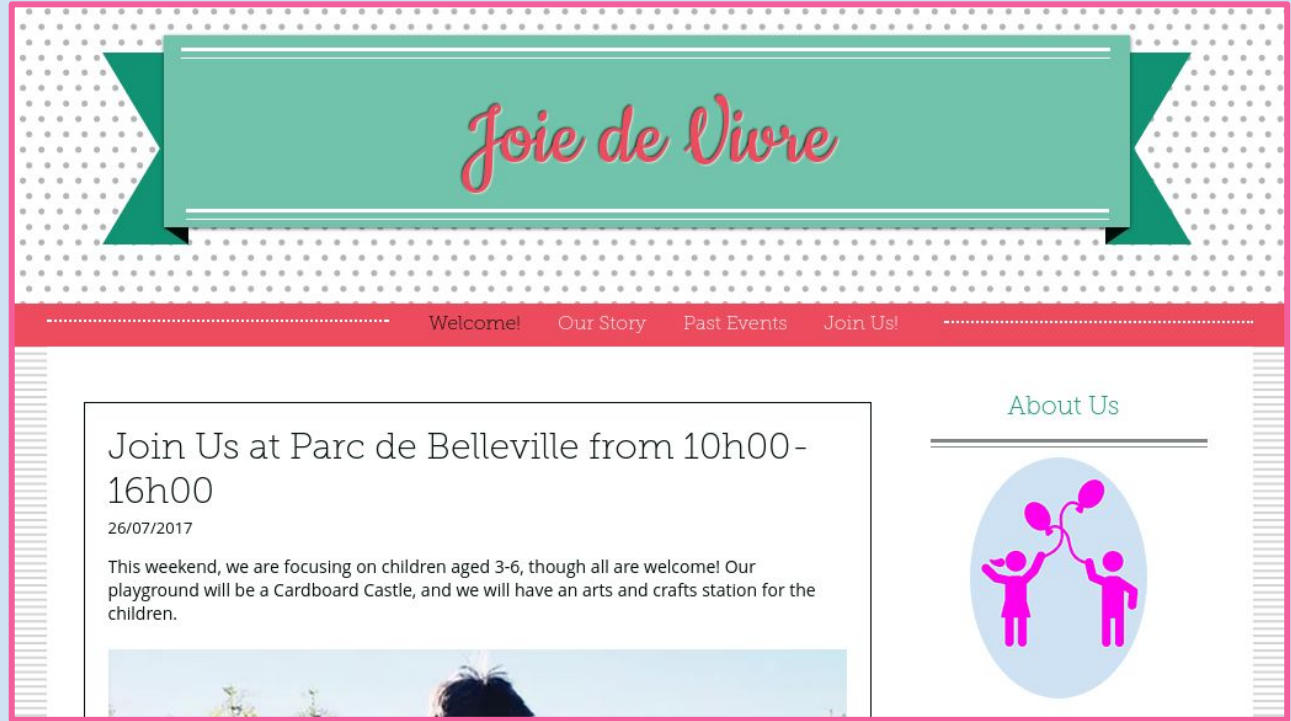 Joie de Vivre
Welcome! Our Story Past Events Join Us!
Join Us at Parc de Belleville from 10h00-
16h00
26/07/2017
This weekend, we are focusing on children aged 3-6, though all are welcome! Our
playground will be a Cardboard Castle, and we will have an arts and crafts station for the
children.
About Us